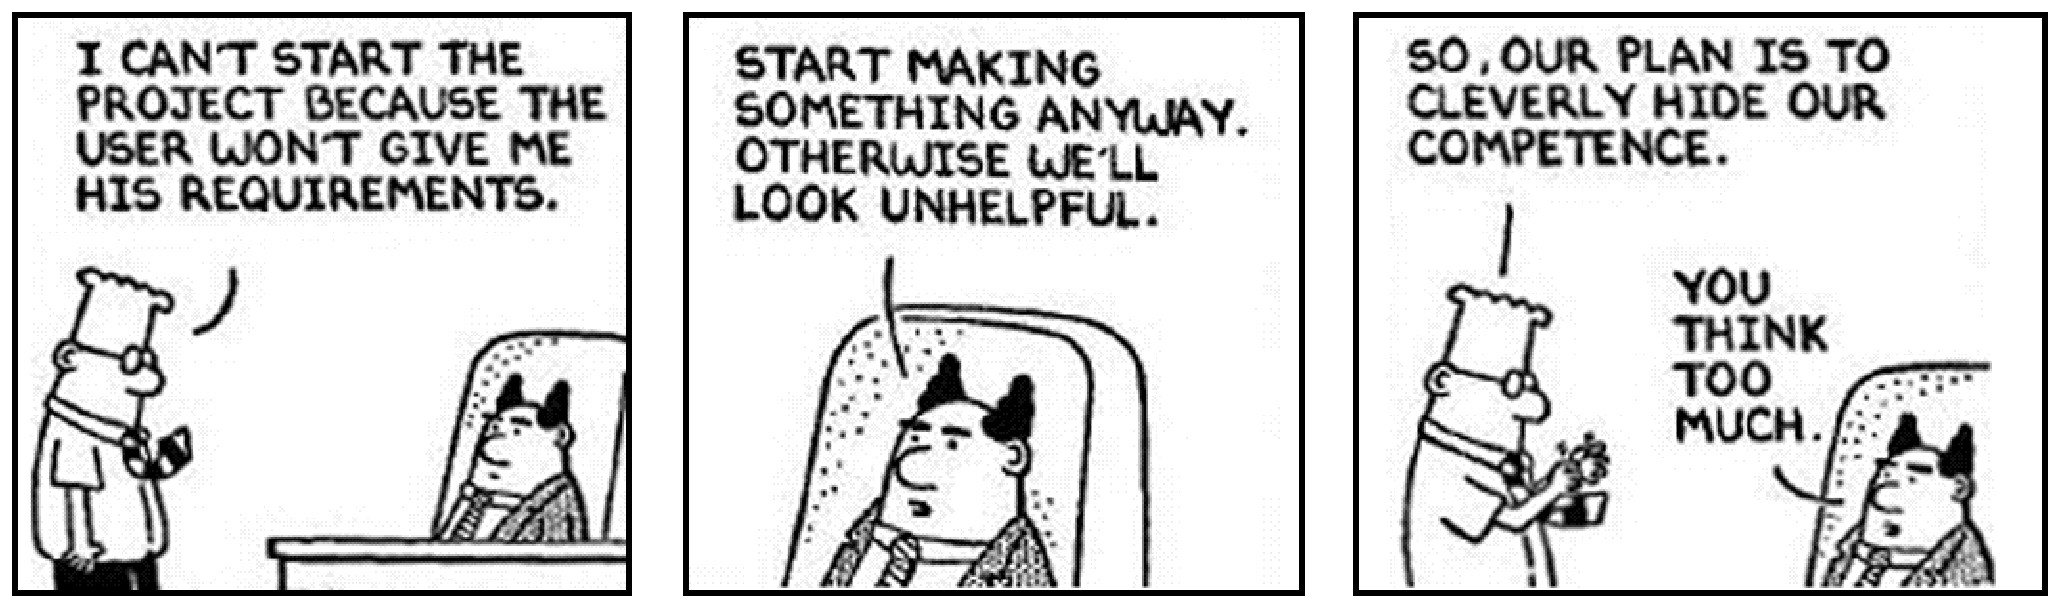 I CAN'T START THE
PROJECT BECAUSE THE
USER WON'T GIVE ME
HIS REQUIREMENTS.
START MAKING
SOMETHING ANYWAY.
OTHERWISE WE'LL
LOOK UNHELPFUL.
SO, OUR PLAN IS TO
CLEVERLY HIDE OUR
COMPETENCE.
YOU
THINK
TOO
MUCH.